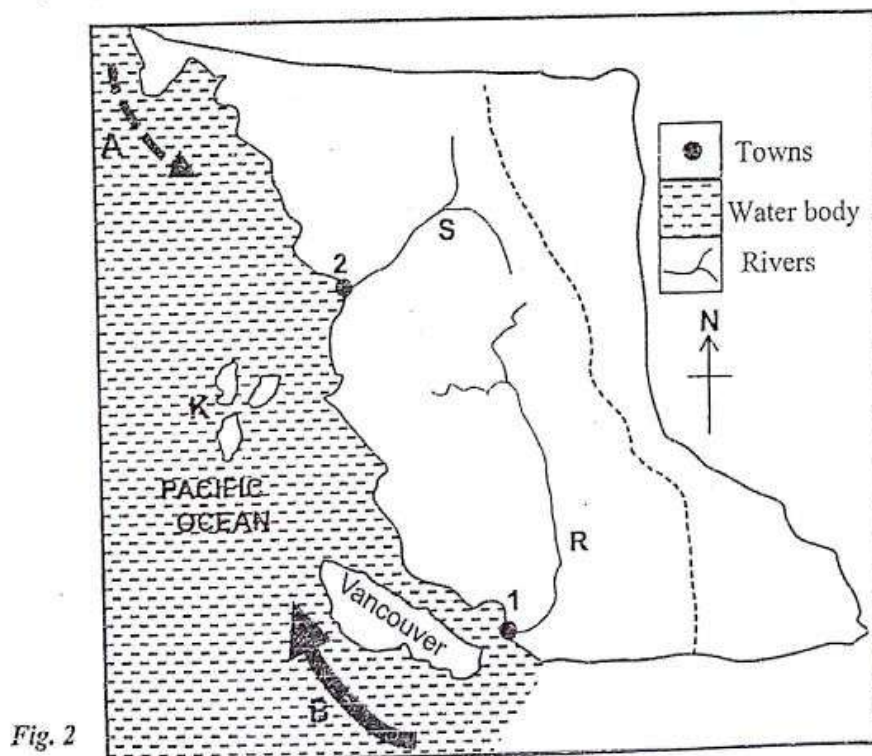 A
Towns
Water body
Rivers
2
S
N
K
PACIFIC
OCEAN
R
Vancouver
1
B
Fig. 2